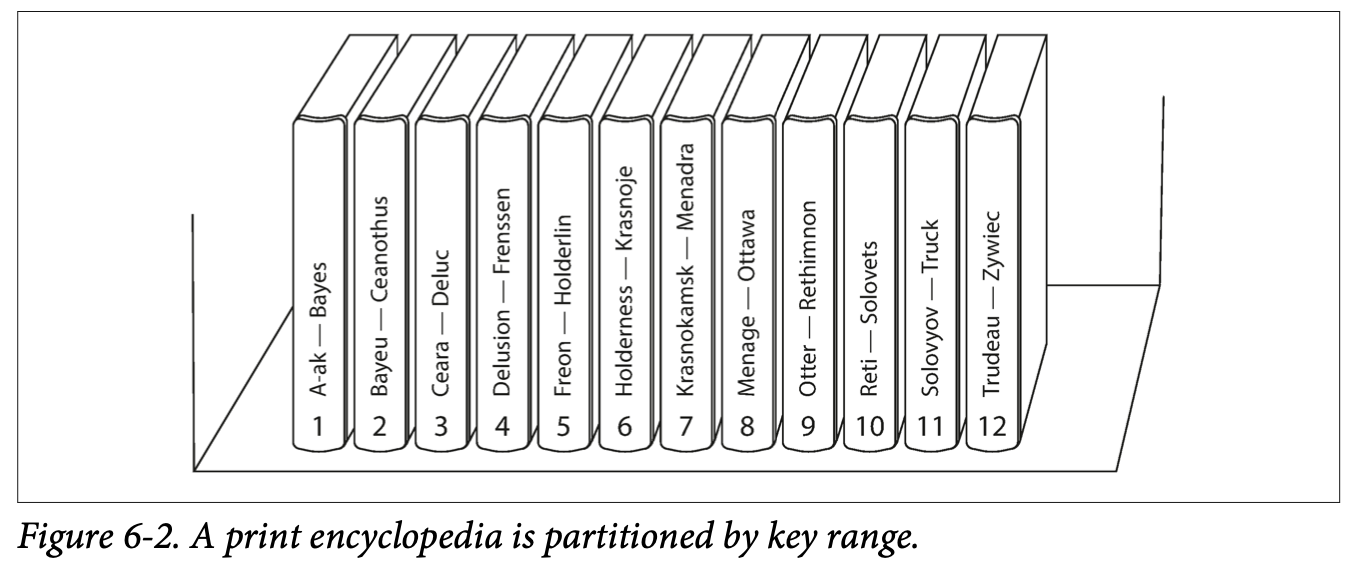 A-ak — Bayes
1
Bayeu — Ceanothus
2
Ceara — Deluc
3
Delusion — Frenssen
4
Freon — Holderlin
5
Holderness — Krasnoje
6
Krasnokamsk — Menadra
7
Menage — Ottawa
8
Otter — Rethimnon
9
Reti — Solovets
10
Solovyov — Truck
11
Trudeau — Zywiec
12
Figure 6-2. A print encyclopedia is partitioned by key range.